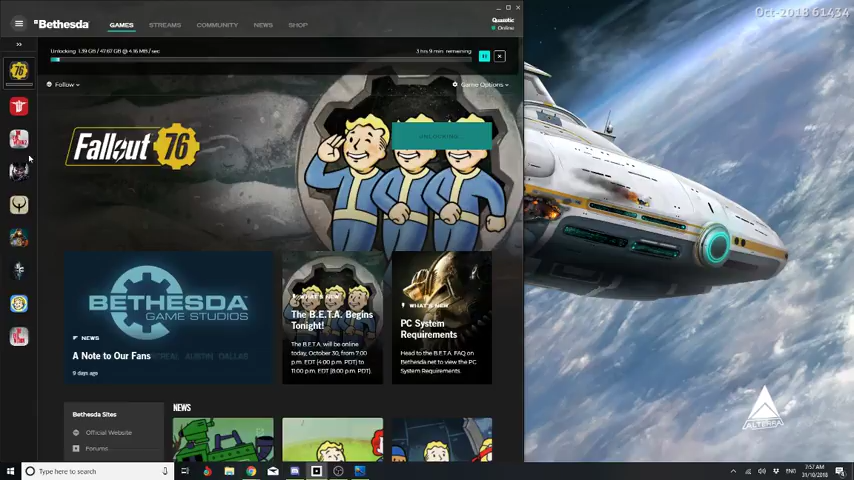 Oct-2018 61434
Bethesda
GAMES
STREAMS
COMMUNITY
NEWS
SHOP
Quazotic
Online
Unlocking 1.39 GB / 47.67 GB @ 4.16 MB / sec
3 hrs 9 min remaining
76
Follow
Game Options
Fallout 76
UNLOCKING...
BETHESDA
GAME STUDIOS
NEWS
A Note to Our Fans
9 days ago
WHAT'S NEW
The B.E.T.A. Begins
Tonight!
The B.E.T.A. will be online
today, October 30, from 7:00
p.m. EDT (4:00 p.m. PDT) to
11:00 p.m. EDT (8:00 p.m. PDT).
WHAT'S NEW
PC System
Requirements
Head to the B.E.T.A. FAQ on
Bethesda.net to view the PC
System Requirements.
Bethesda Sites
Official Website
Forums
NEWS
ALTERRA
Type here to search
ENG
7:57 AM
31/10/2018